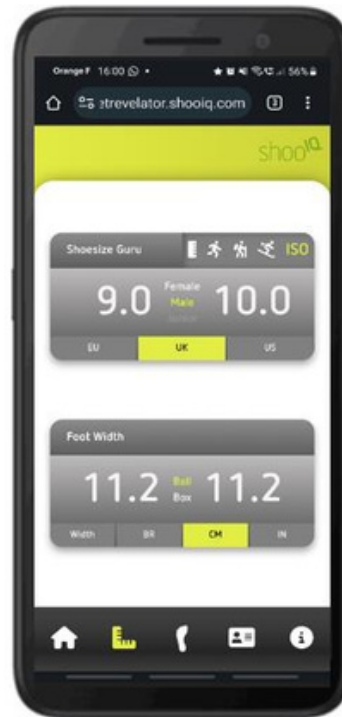 Orange F 16:00 56%
etrevelator.shooiq.com
shooIQ
Shoesize Guru ISO
Female
9.0 Male 10.0
EU UK US
Foot Width
11.2 Ball 11.2
Box
Width BR CM IN